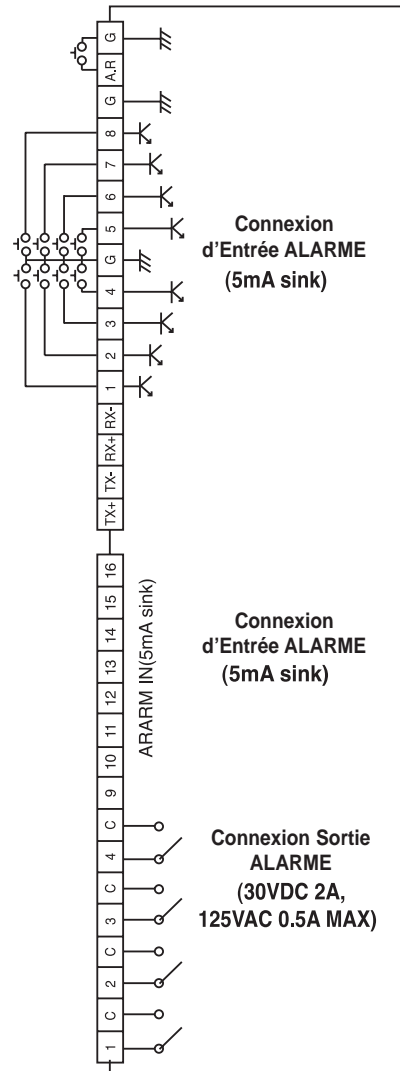 G
A.R
G
8
7
6
5
G
4
3
2
1
RX-
RX+
TX-
TX+
Connexion
d'Entrée ALARME
(5mA sink)
16
15
14
13
12
11
10
9
C
4
C
3
C
2
C
1
ARARM IN(5mA sink)
Connexion
d'Entrée ALARME
(5mA sink)
Connexion Sortie
ALARME
(30VDC 2A,
125VAC 0.5A MAX)